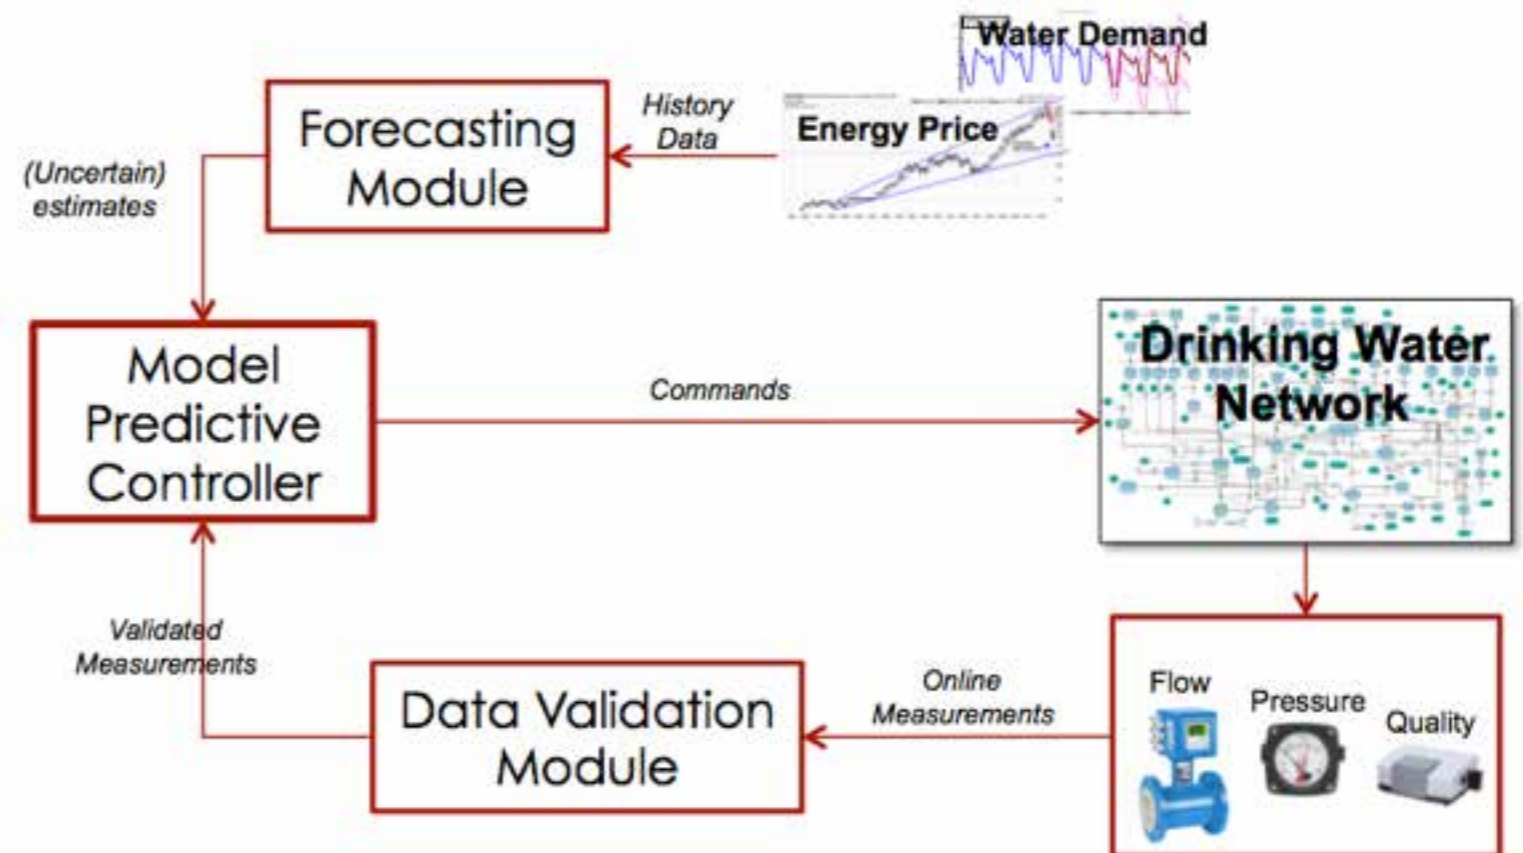 Water Demand
History
Data
Energy Price
Forecasting
Module
(Uncertain)
estimates
Model
Predictive
Controller
Commands
Drinking Water
Network
Validated
Measurements
Data Validation
Module
Online
Measurements
Flow
Pressure
Quality